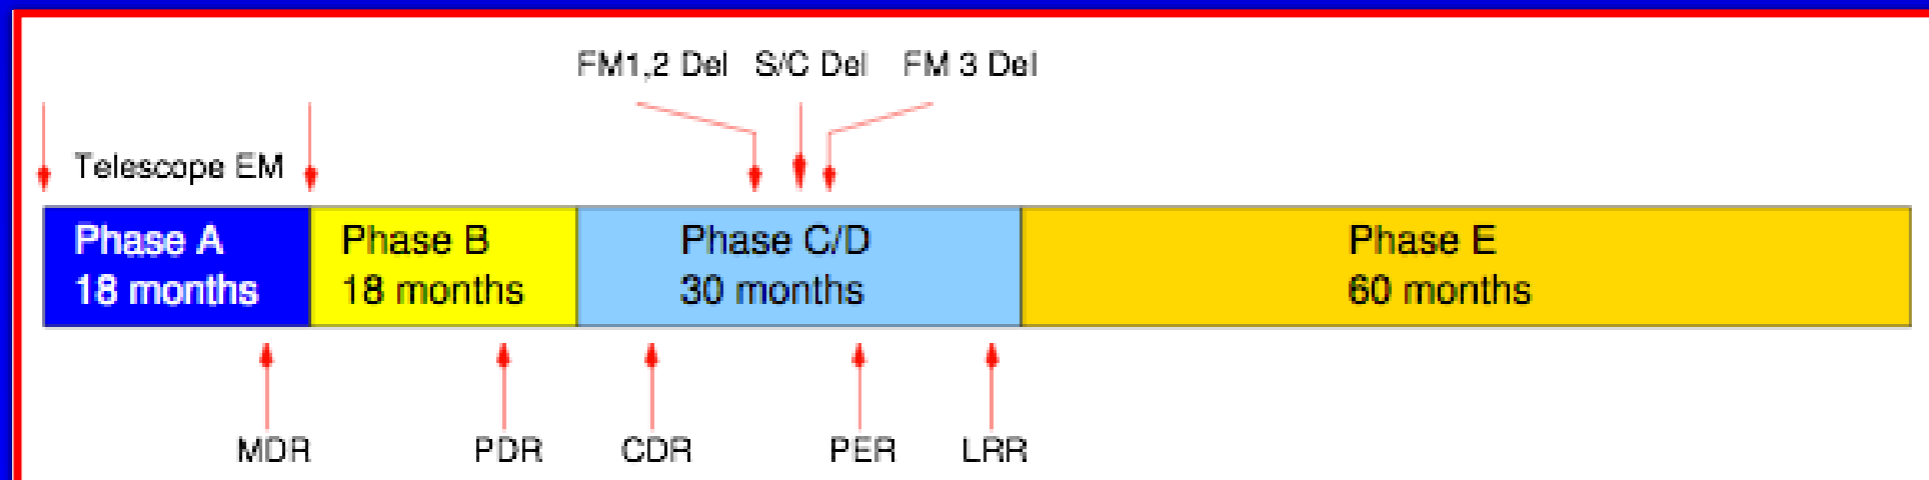 FM1,2 Del S/C Del FM 3 Del
Telescope EM
Phase A
18 months
Phase B
18 months
Phase C/D
30 months
Phase E
60 months
MDR PDR CDR PER LRR